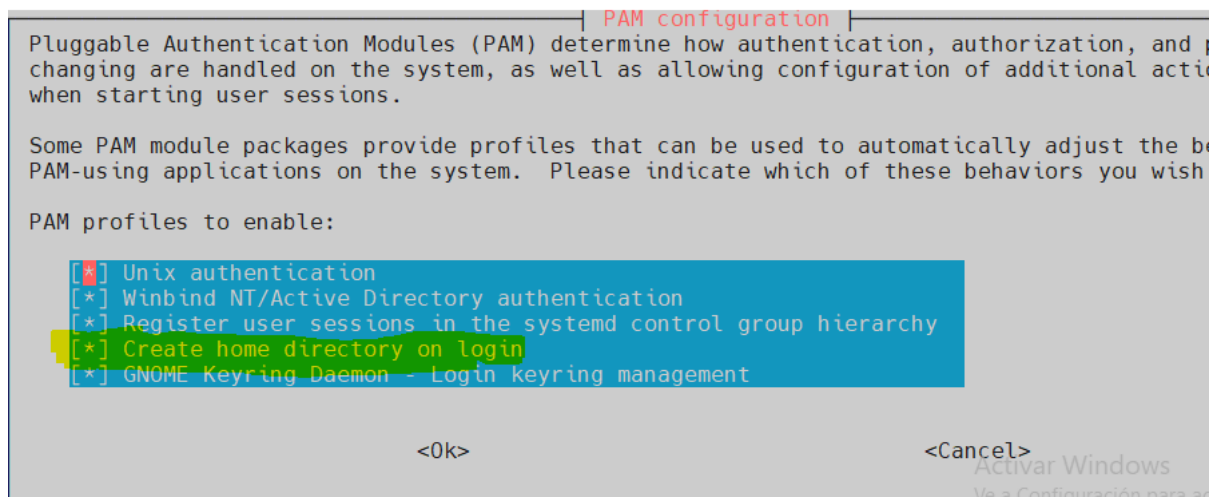 PAM configuration
Pluggable Authentication Modules (PAM) determine how authentication, authorization, and
changing are handled on the system, as well as allowing configuration of additional
when starting user sessions.
Some PAM module packages provide profiles that can be used to automatically adjust the
PAM-using applications on the system.  Please indicate which of these behaviors you wish
PAM profiles to enable:
[*] Unix authentication
[*] Winbind NT/Active Directory authentication
[*] Register user sessions in the systemd control group hierarchy
[*] Create home directory on login
[*] GNOME Keyring Daemon - Login keyring management
<Ok> <Cancel>
Activar Windows
Ve a Configuración para